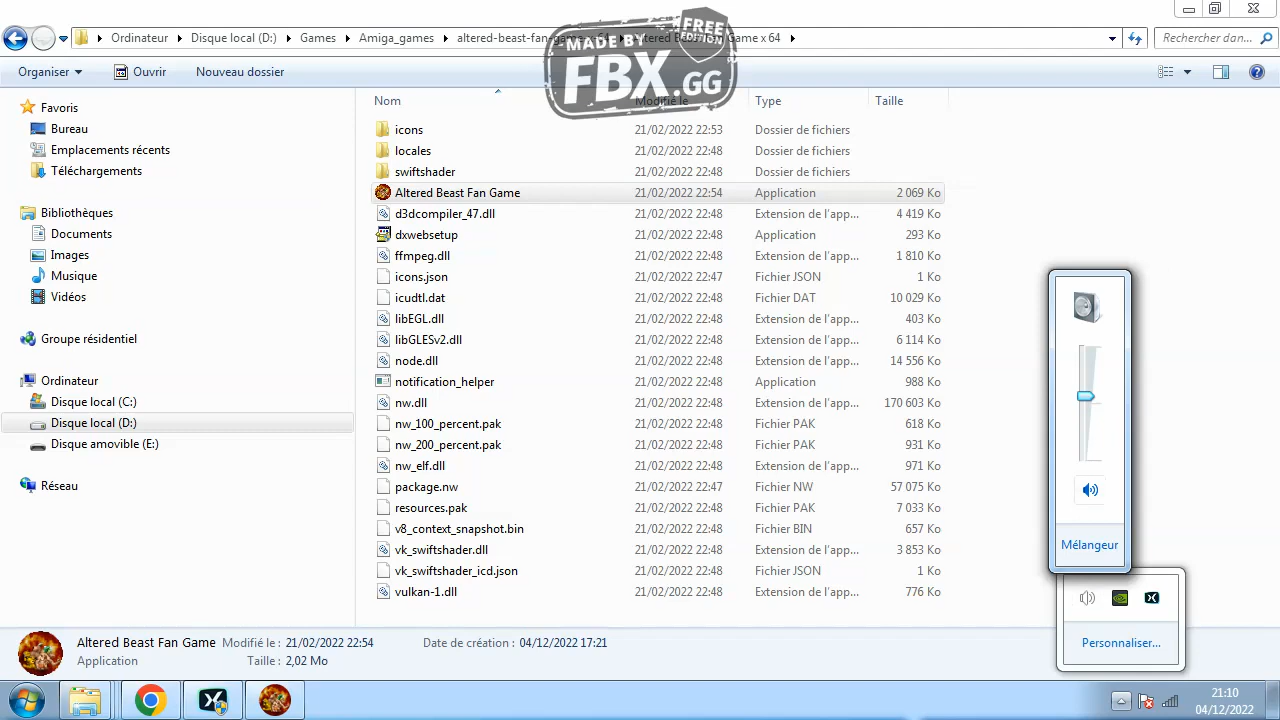 Ordinateur
Disque local (D:)
Games
Amiga games
altered-beast-fan-game-x-64
Altered Beast Fan Game x 64
Rechercher dan...
MADE BY
FBX.GG
FREE
EDITION
Organiser
Ouvrir
Nouveau dossier
Nom
Modifié le
Type
Taille
Favoris
Bureau
Emplacements récents
Téléchargements
Bibliothèques
Documents
Images
Musique
Vidéos
Groupe résidentiel
Ordinateur
Disque local (C:)
Disque local (D:)
Disque amovible (E:)
Réseau
icons 21/02/2022 22:53 Dossier de fichiers
locales 21/02/2022 22:48 Dossier de fichiers
swiftshader 21/02/2022 22:48 Dossier de fichiers
Altered Beast Fan Game 21/02/2022 22:54 Application 2 069 Ko
d3dcompiler_47.dll 21/02/2022 22:48 Extension de l'app... 4 419 Ko
dxwebsetup 21/02/2022 22:48 Application 293 Ko
ffmpeg.dll 21/02/2022 22:48 Extension de l'app... 1 810 Ko
icons.json 21/02/2022 22:47 Fichier JSON 1 Ko
icudtl.dat 21/02/2022 22:48 Fichier DAT 10 029 Ko
libEGL.dll 21/02/2022 22:48 Extension de l'app... 403 Ko
libGLESv2.dll 21/02/2022 22:48 Extension de l'app... 6 114 Ko
node.dll 21/02/2022 22:48 Extension de l'app... 14 556 Ko
notification_helper 21/02/2022 22:48 Application 988 Ko
nw.dll 21/02/2022 22:48 Extension de l'app... 170 603 Ko
nw_100_percent.pak 21/02/2022 22:48 Fichier PAK 618 Ko
nw_200_percent.pak 21/02/2022 22:48 Fichier PAK 931 Ko
nw_elf.dll 21/02/2022 22:48 Extension de l'app... 971 Ko
package.nw 21/02/2022 22:47 Fichier NW 57 075 Ko
resources.pak 21/02/2022 22:48 Fichier PAK 7 033 Ko
v8_context_snapshot.bin 21/02/2022 22:48 Fichier BIN 657 Ko
vk_swiftshader.dll 21/02/2022 22:48 Extension de l'app... 3 853 Ko
vk_swiftshader_icd.json 21/02/2022 22:48 Fichier JSON 1 Ko
vulkan-1.dll 21/02/2022 22:48 Extension de l'app... 776 Ko
Mélangeur
Personnaliser...
Altered Beast Fan Game Modifié le : 21/02/2022 22:54 Date de création : 04/12/2022 17:21
Application Taille : 2,02 Mo
21:10
04/12/2022